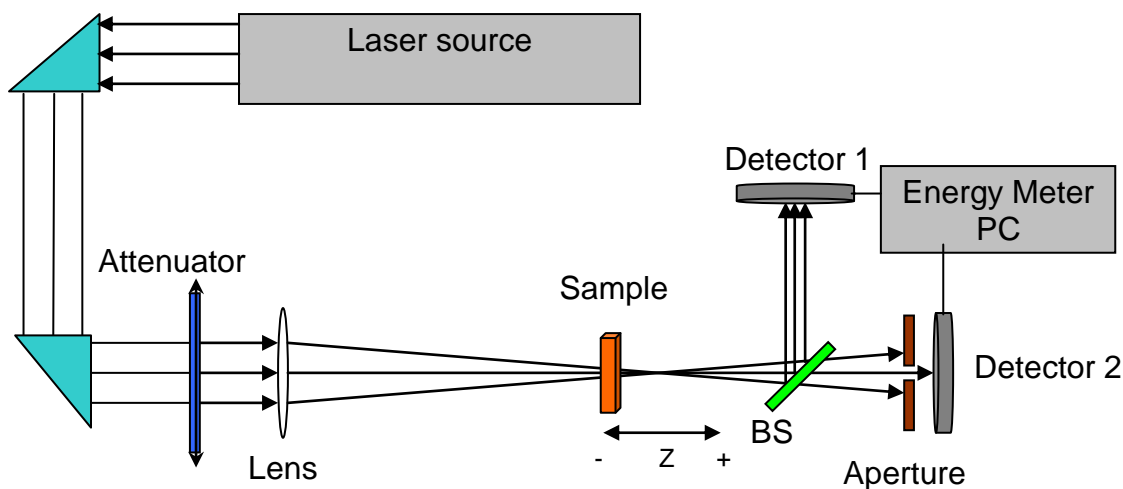 Laser source
Detector 1
Energy Meter
PC
Attenuator
Sample
Detector 2
BS
- Z +
Lens
Aperture